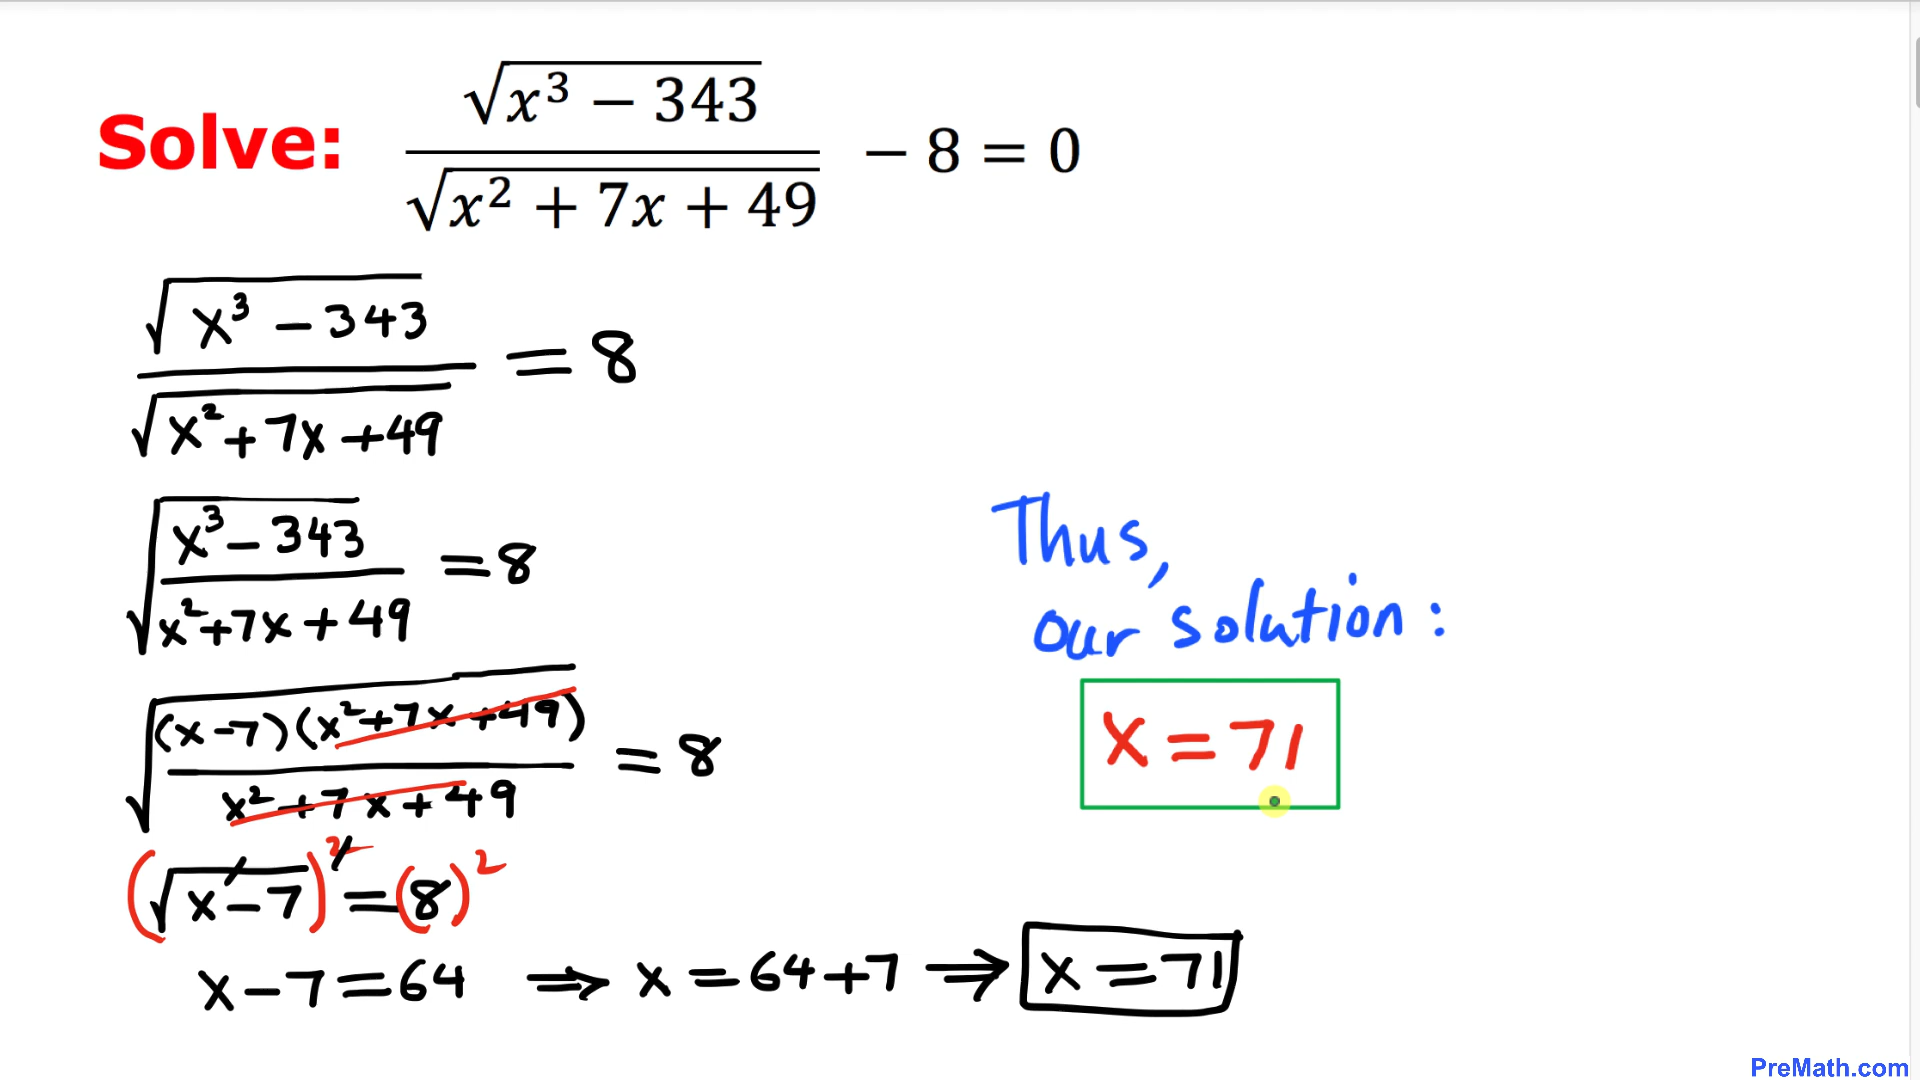 Solve: √(x³ − 343) / √(x² + 7x + 49) − 8 = 0
√(x³ − 343) / √(x² + 7x + 49) = 8
√((x³ − 343) / (x² + 7x + 49)) = 8
√((x − 7)(x² + 7x + 49) / (x² + 7x + 49)) = 8
(√(x − 7))² = (8)²
x − 7 = 64 ⇒ x = 64 + 7 ⇒ x = 71
Thus,
our solution:
x = 71
PreMath.com